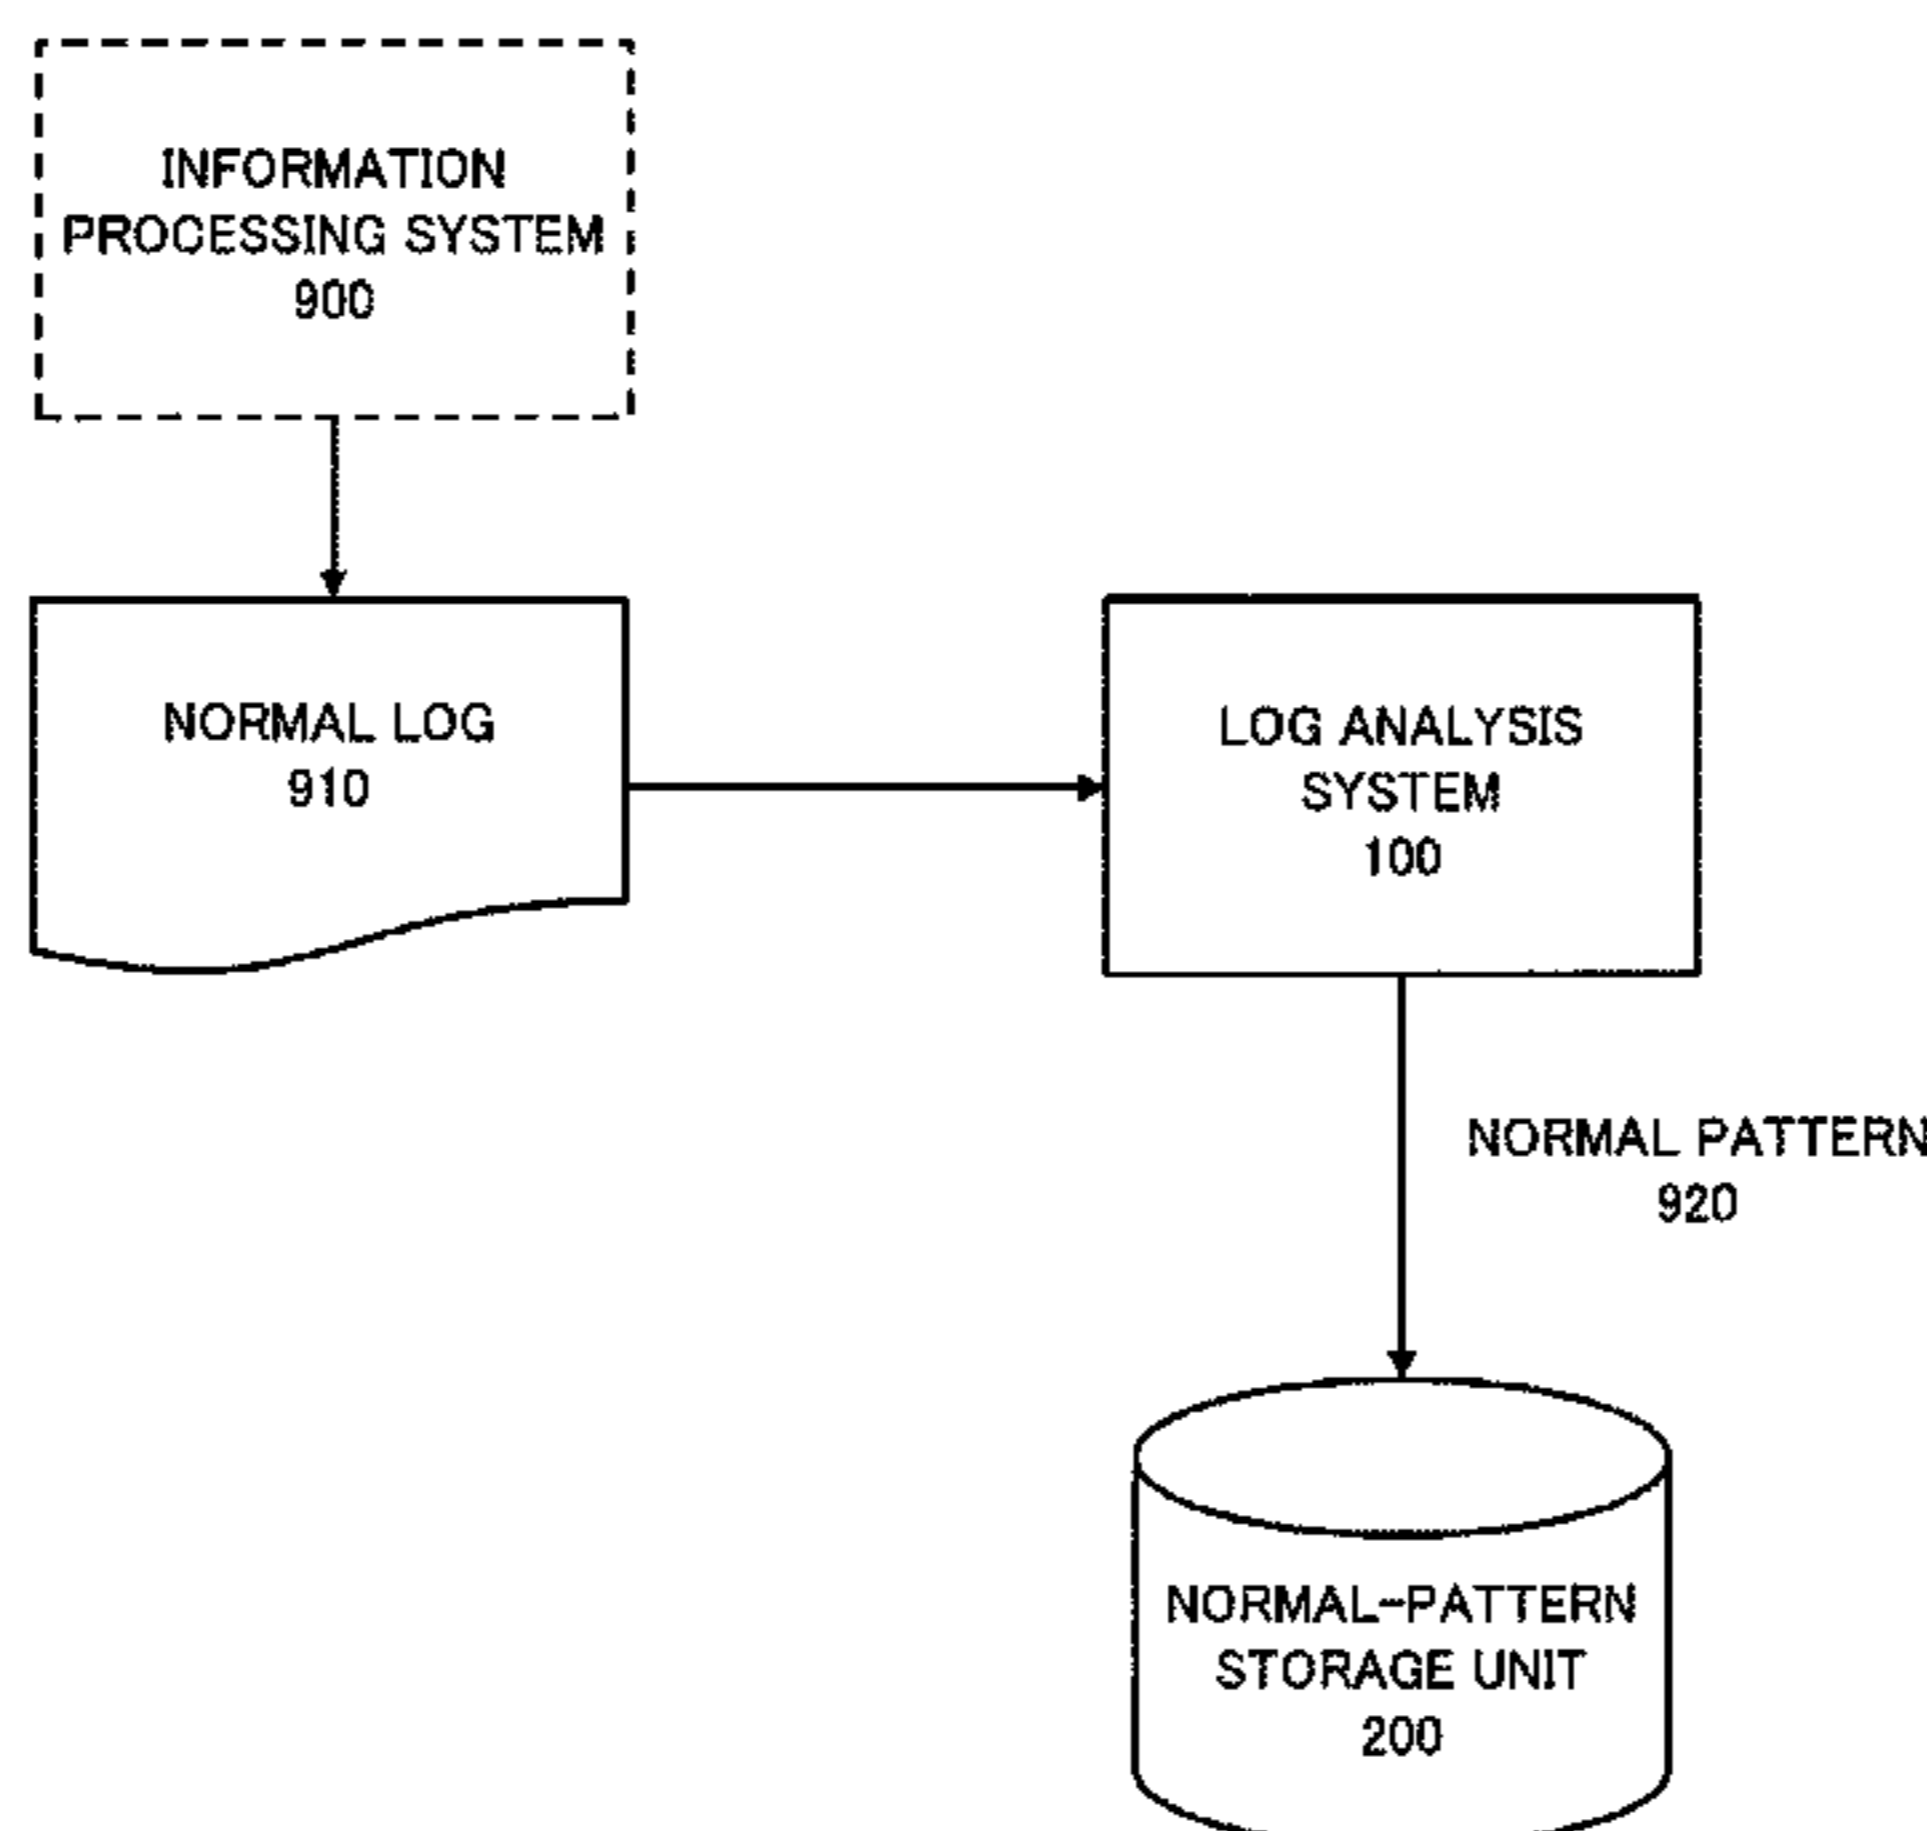 INFORMATION
PROCESSING SYSTEM
900
NORMAL LOG
910
LOG ANALYSIS
SYSTEM
100
NORMAL PATTERN
920
NORMAL-PATTERN
STORAGE UNIT
200